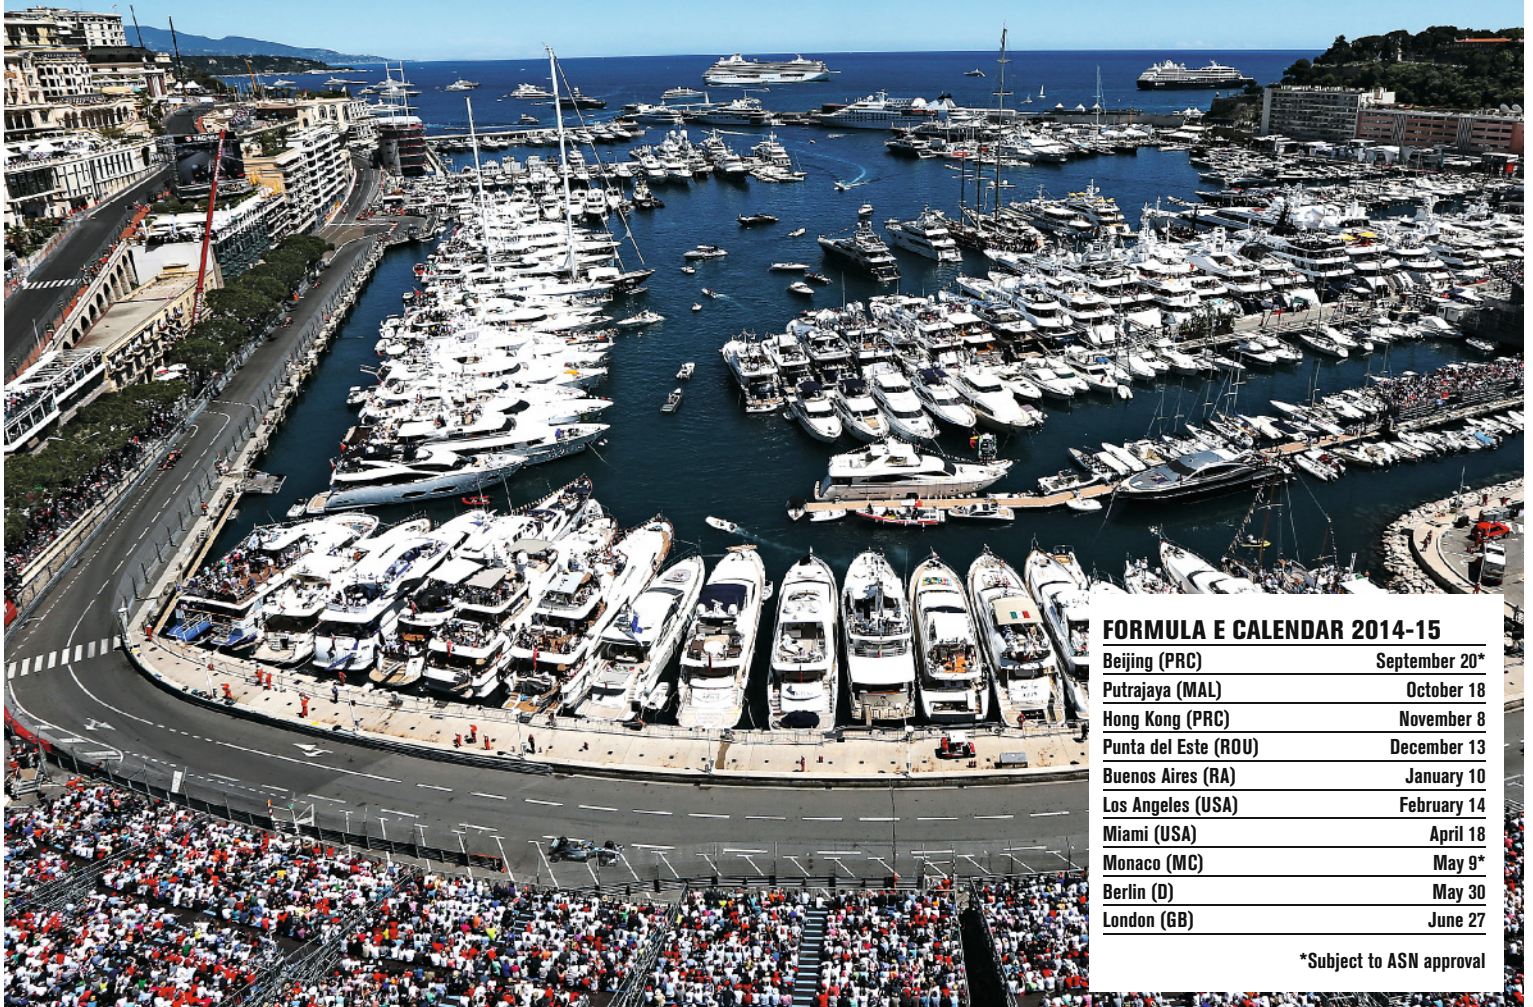 FORMULA E CALENDAR 2014-15
Beijing (PRC) September 20*
Putrajaya (MAL) October 18
Hong Kong (PRC) November 8
Punta del Este (ROU) December 13
Buenos Aires (RA) January 10
Los Angeles (USA) February 14
Miami (USA) April 18
Monaco (MC) May 9*
Berlin (D) May 30
London (GB) June 27
*Subject to ASN approval